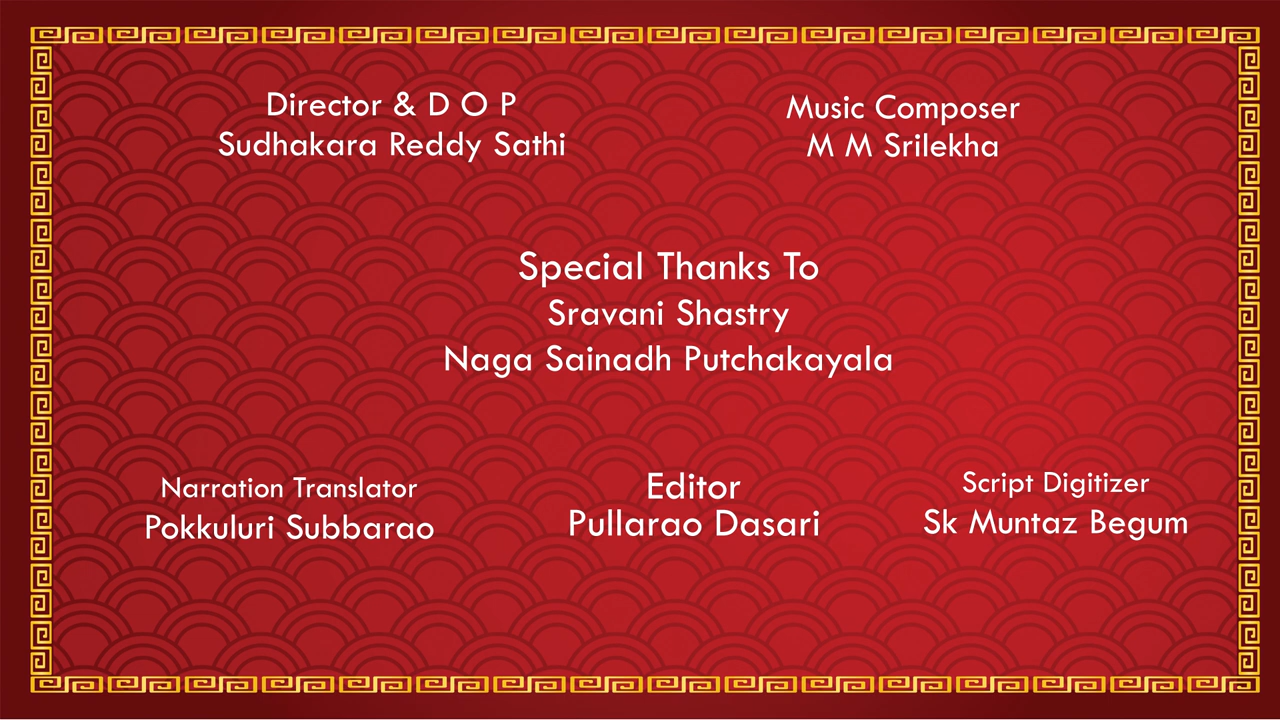 Director & D O P
Sudhakara Reddy Sathi
Music Composer
M M Srilekha
Special Thanks To
Sravani Shastry
Naga Sainadh Putchakayala
Narration Translator
Pokkuluri Subbarao
Editor
Pullarao Dasari
Script Digitizer
Sk Muntaz Begum